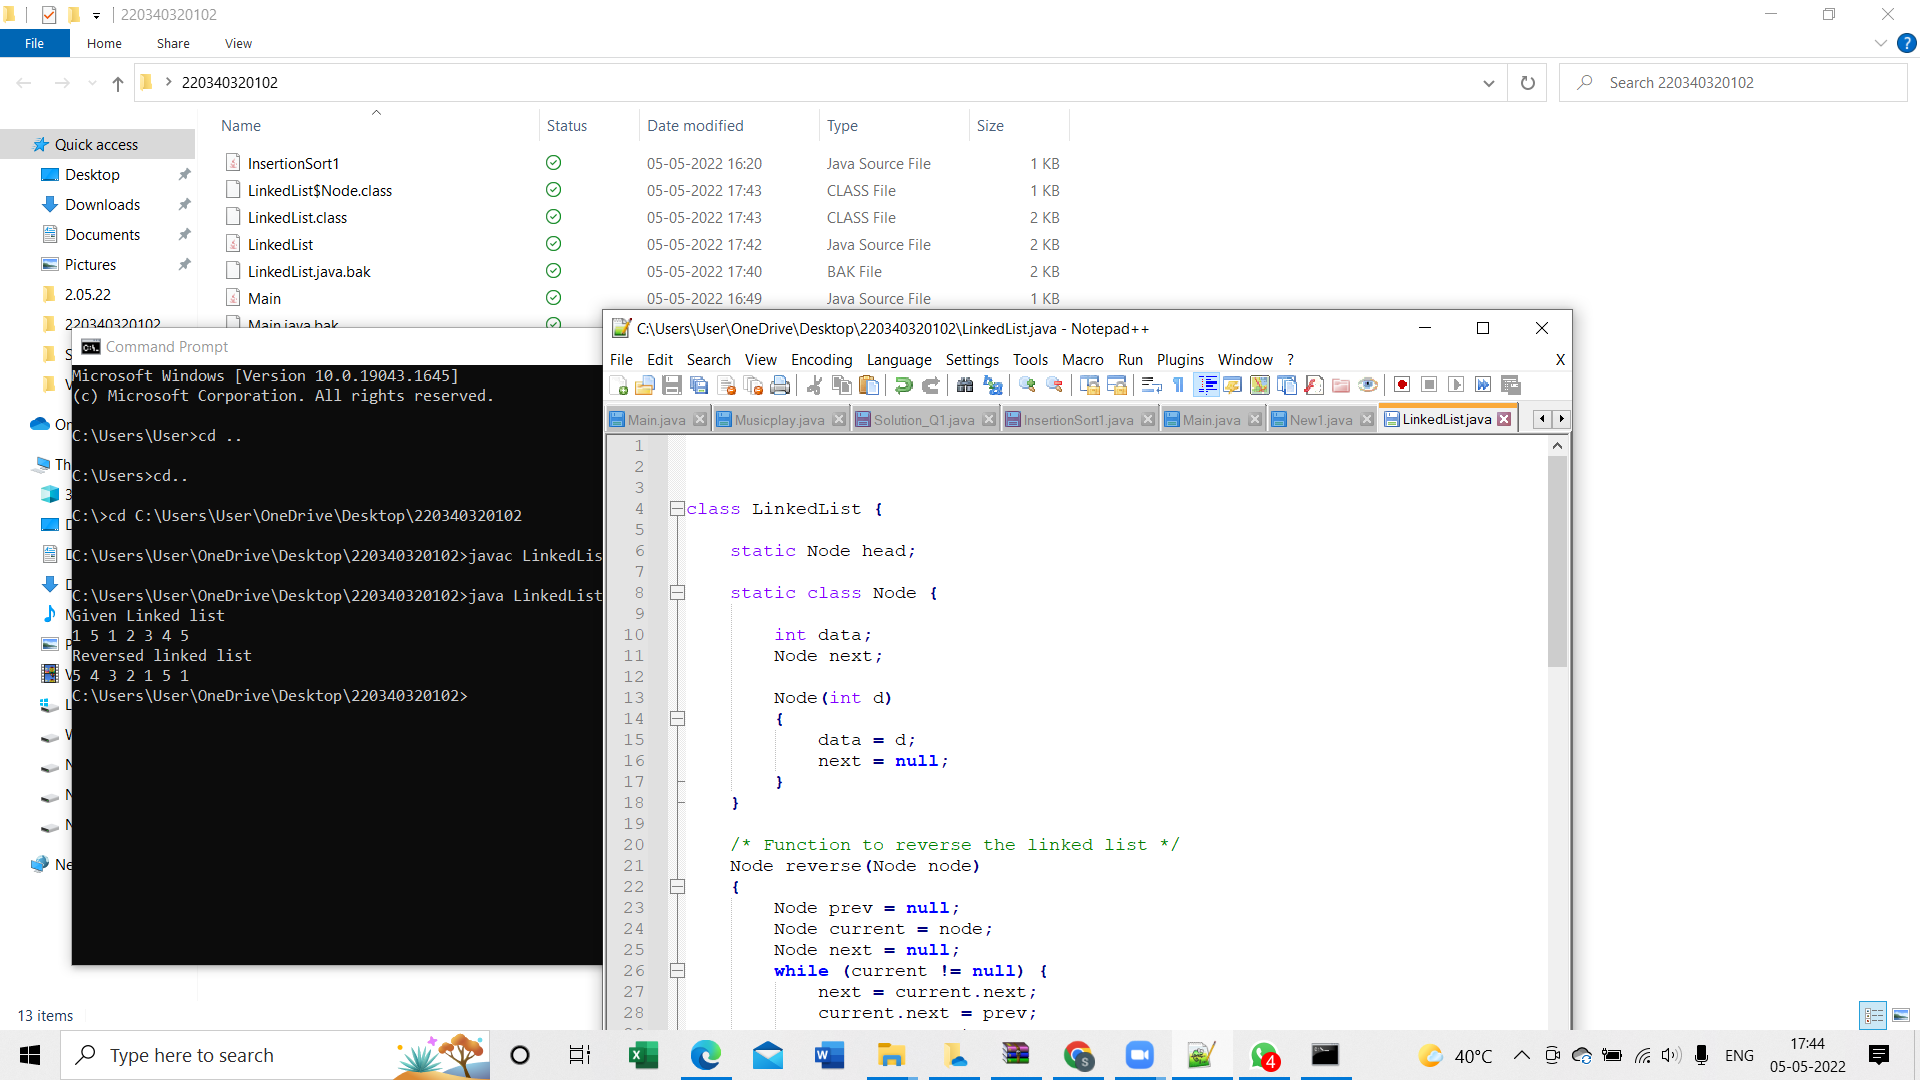 220340320102
File Home Share View
220340320102
Search 220340320102
Name Status Date modified Type Size
Quick access
Desktop
Downloads
Documents
Pictures
2.05.22
220340320102
InsertionSort1 05-05-2022 16:20 Java Source File 1 KB
LinkedList$Node.class 05-05-2022 17:43 CLASS File 1 KB
LinkedList.class 05-05-2022 17:43 CLASS File 2 KB
LinkedList 05-05-2022 17:42 Java Source File 2 KB
LinkedList.java.bak 05-05-2022 17:40 BAK File 2 KB
Main 05-05-2022 16:49 Java Source File 1 KB
Main.java.bak
Command Prompt
Microsoft Windows [Version 10.0.19043.1645]
(c) Microsoft Corporation. All rights reserved.
C:\Users\User>cd ..
C:\Users>cd..
C:\>cd C:\Users\User\OneDrive\Desktop\220340320102
C:\Users\User\OneDrive\Desktop\220340320102>javac LinkedLis
C:\Users\User\OneDrive\Desktop\220340320102>java LinkedList
Given Linked list
1 5 1 2 3 4 5
Reversed linked list
5 4 3 2 1 5 1
C:\Users\User\OneDrive\Desktop\220340320102>
C:\Users\User\OneDrive\Desktop\220340320102\LinkedList.java - Notepad++
File Edit Search View Encoding Language Settings Tools Macro Run Plugins Window ? X
Main.java Musicplay.java Solution_Q1.java InsertionSort1.java Main.java New1.java LinkedList.java
1
2
3
4 class LinkedList {
5
6 static Node head;
7
8 static class Node {
9
10 int data;
11 Node next;
12
13 Node(int d)
14 {
15 data = d;
16 next = null;
17 }
18 }
19
20 /* Function to reverse the linked list */
21 Node reverse(Node node)
22 {
23 Node prev = null;
24 Node current = node;
25 Node next = null;
26 while (current != null) {
27 next = current.next;
28 current.next = prev;
13 items
Type here to search
4
40°C
ENG
17:44
05-05-2022